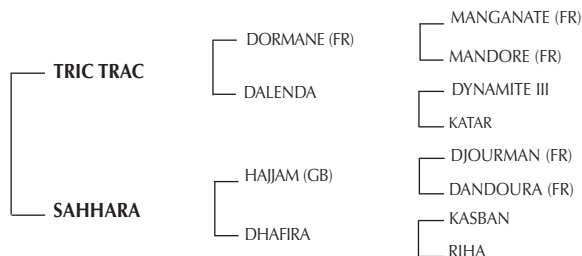 MANGANATE (FR)
DORMANE (FR)
MANDORE (FR)
TRIC TRAC
DYNAMITE III
DALENDA
KATAR
DJOURMAN (FR)
HAJJAM (GB)
DANDOURA (FR)
SAHHARA
KASBAN
DHAFIRA
RIHA